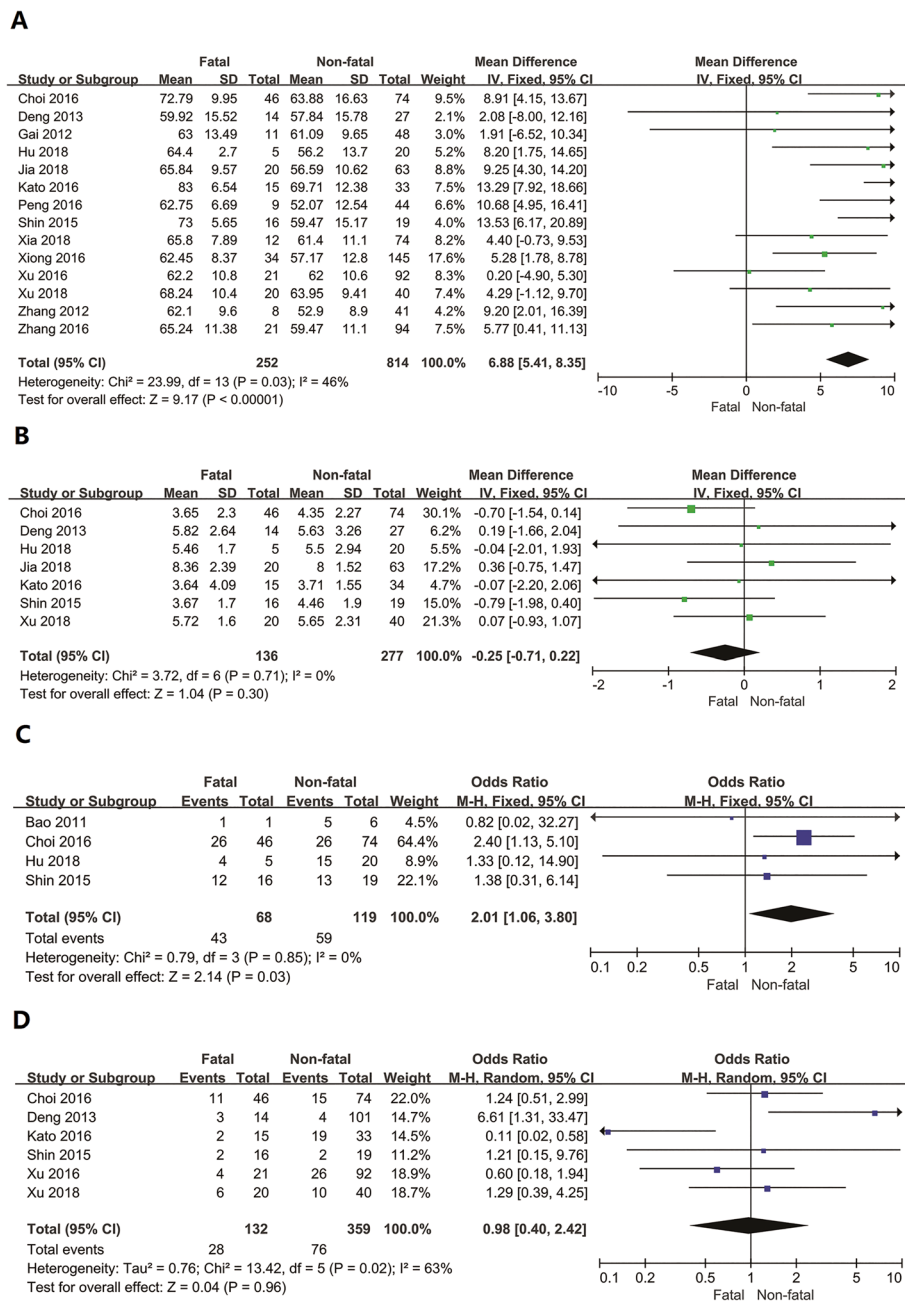 A
Fatal Non-fatal Mean Difference Mean Difference
Study or Subgroup Mean SD Total Mean SD Total Weight IV, Fixed, 95% CI IV, Fixed, 95% CI
Choi 2016 72.79 9.95 46 63.88 16.63 74 9.5% 8.91 [4.15, 13.67]
Deng 2013 59.92 15.52 14 57.84 15.78 27 2.1% 2.08 [-8.00, 12.16]
Gai 2012 63 13.49 11 61.09 9.65 48 3.0% 1.91 [-6.52, 10.34]
Hu 2018 64.4 2.7 5 56.2 13.7 20 5.2% 8.20 [1.75, 14.65]
Jia 2018 65.84 9.57 20 56.59 10.62 63 8.8% 9.25 [4.30, 14.20]
Kato 2016 83 6.54 15 69.71 12.38 33 7.5% 13.29 [7.92, 18.66]
Peng 2016 62.75 6.69 9 52.07 12.54 44 6.6% 10.68 [4.95, 16.41]
Shin 2015 73 5.65 16 59.47 15.17 19 4.0% 13.53 [6.17, 20.89]
Xia 2018 65.8 7.89 12 61.4 11.1 74 8.2% 4.40 [-0.73, 9.53]
Xiong 2016 62.45 8.37 34 57.17 12.8 145 17.6% 5.28 [1.78, 8.78]
Xu 2016 62.2 10.8 21 62 10.6 92 8.3% 0.20 [-4.90, 5.30]
Xu 2018 68.24 10.4 20 63.95 9.41 40 7.4% 4.29 [-1.12, 9.70]
Zhang 2012 62.1 9.6 8 52.9 8.9 41 4.2% 9.20 [2.01, 16.39]
Zhang 2016 65.24 11.38 21 59.47 11.1 94 7.5% 5.77 [0.41, 11.13]
Total (95% CI) 252 814 100.0% 6.88 [5.41, 8.35]
Heterogeneity: Chi² = 23.99, df = 13 (P = 0.03); I² = 46%
Test for overall effect: Z = 9.17 (P < 0.00001)
-10 -5 0 5 10
Fatal Non-fatal
B
Fatal Non-fatal Mean Difference Mean Difference
Study or Subgroup Mean SD Total Mean SD Total Weight IV, Fixed, 95% CI IV, Fixed, 95% CI
Choi 2016 3.65 2.3 46 4.35 2.27 74 30.1% -0.70 [-1.54, 0.14]
Deng 2013 5.82 2.64 14 5.63 3.26 27 6.2% 0.19 [-1.66, 2.04]
Hu 2018 5.46 1.7 5 5.5 2.94 20 5.5% -0.04 [-2.01, 1.93]
Jia 2018 8.36 2.39 20 8 1.52 63 17.2% 0.36 [-0.75, 1.47]
Kato 2016 3.64 4.09 15 3.71 1.55 34 4.7% -0.07 [-2.20, 2.06]
Shin 2015 3.67 1.7 16 4.46 1.9 19 15.0% -0.79 [-1.98, 0.40]
Xu 2018 5.72 1.6 20 5.65 2.31 40 21.3% 0.07 [-0.93, 1.07]
Total (95% CI) 136 277 100.0% -0.25 [-0.71, 0.22]
Heterogeneity: Chi² = 3.72, df = 6 (P = 0.71); I² = 0%
Test for overall effect: Z = 1.04 (P = 0.30)
-2 -1 0 1 2
Fatal Non-fatal
C
Fatal Non-fatal Odds Ratio Odds Ratio
Study or Subgroup Events Total Events Total Weight M-H, Fixed, 95% CI M-H, Fixed, 95% CI
Bao 2011 1 1 5 6 4.5% 0.82 [0.02, 32.27]
Choi 2016 26 46 26 74 64.4% 2.40 [1.13, 5.10]
Hu 2018 4 5 15 20 8.9% 1.33 [0.12, 14.90]
Shin 2015 12 16 13 19 22.1% 1.38 [0.31, 6.14]
Total (95% CI) 68 119 100.0% 2.01 [1.06, 3.80]
Total events 43 59
Heterogeneity: Chi² = 0.79, df = 3 (P = 0.85); I² = 0%
Test for overall effect: Z = 2.14 (P = 0.03)
0.1 0.2 0.5 1 2 5 10
Fatal Non-fatal
D
Fatal Non-fatal Odds Ratio Odds Ratio
Study or Subgroup Events Total Events Total Weight M-H, Random, 95% CI M-H, Random, 95% CI
Choi 2016 11 46 15 74 22.0% 1.24 [0.51, 2.99]
Deng 2013 3 14 4 101 14.7% 6.61 [1.31, 33.47]
Kato 2016 2 15 19 33 14.5% 0.11 [0.02, 0.58]
Shin 2015 2 16 2 19 11.2% 1.21 [0.15, 9.76]
Xu 2016 4 21 26 92 18.9% 0.60 [0.18, 1.94]
Xu 2018 6 20 10 40 18.7% 1.29 [0.39, 4.25]
Total (95% CI) 132 359 100.0% 0.98 [0.40, 2.42]
Total events 28 76
Heterogeneity: Tau² = 0.76; Chi² = 13.42, df = 5 (P = 0.02); I² = 63%
Test for overall effect: Z = 0.04 (P = 0.96)
0.1 0.2 0.5 1 2 5 10
Fatal Non-fatal